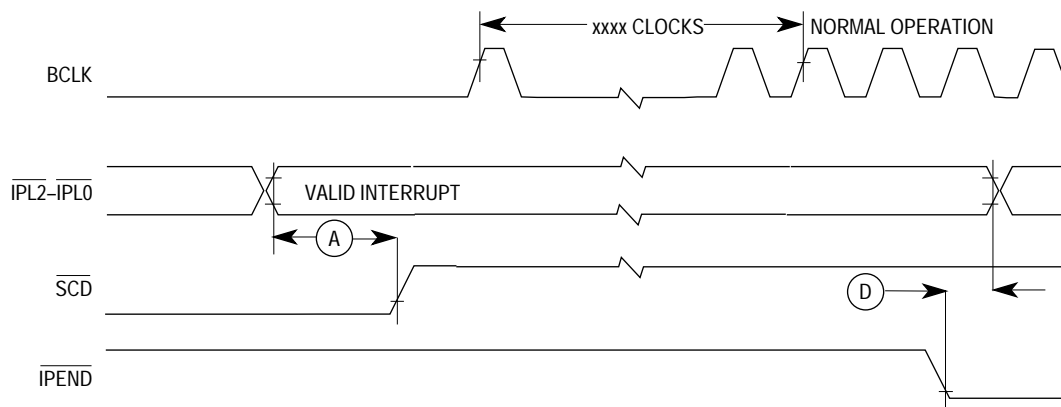 xxxx CLOCKS NORMAL OPERATION
BCLK
IPL2–IPL0
VALID INTERRUPT
A
SCD
D
IPEND